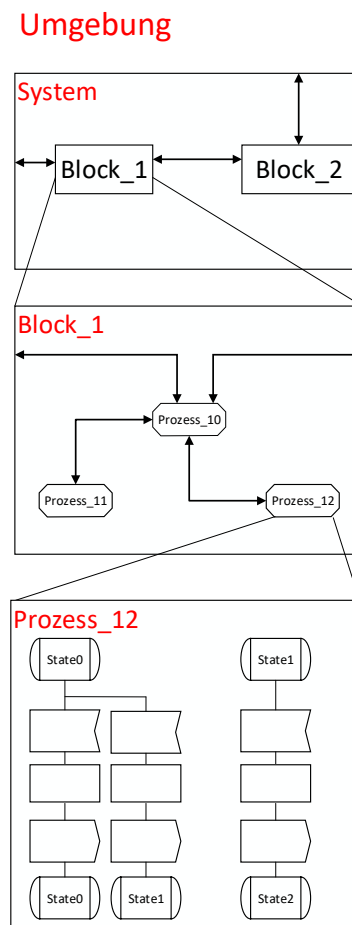 Umgebung
System
Block_1
Block_2
Block_1
Prozess_10
Prozess_11
Prozess_12
Prozess_12
State0
State1
State0
State1
State2